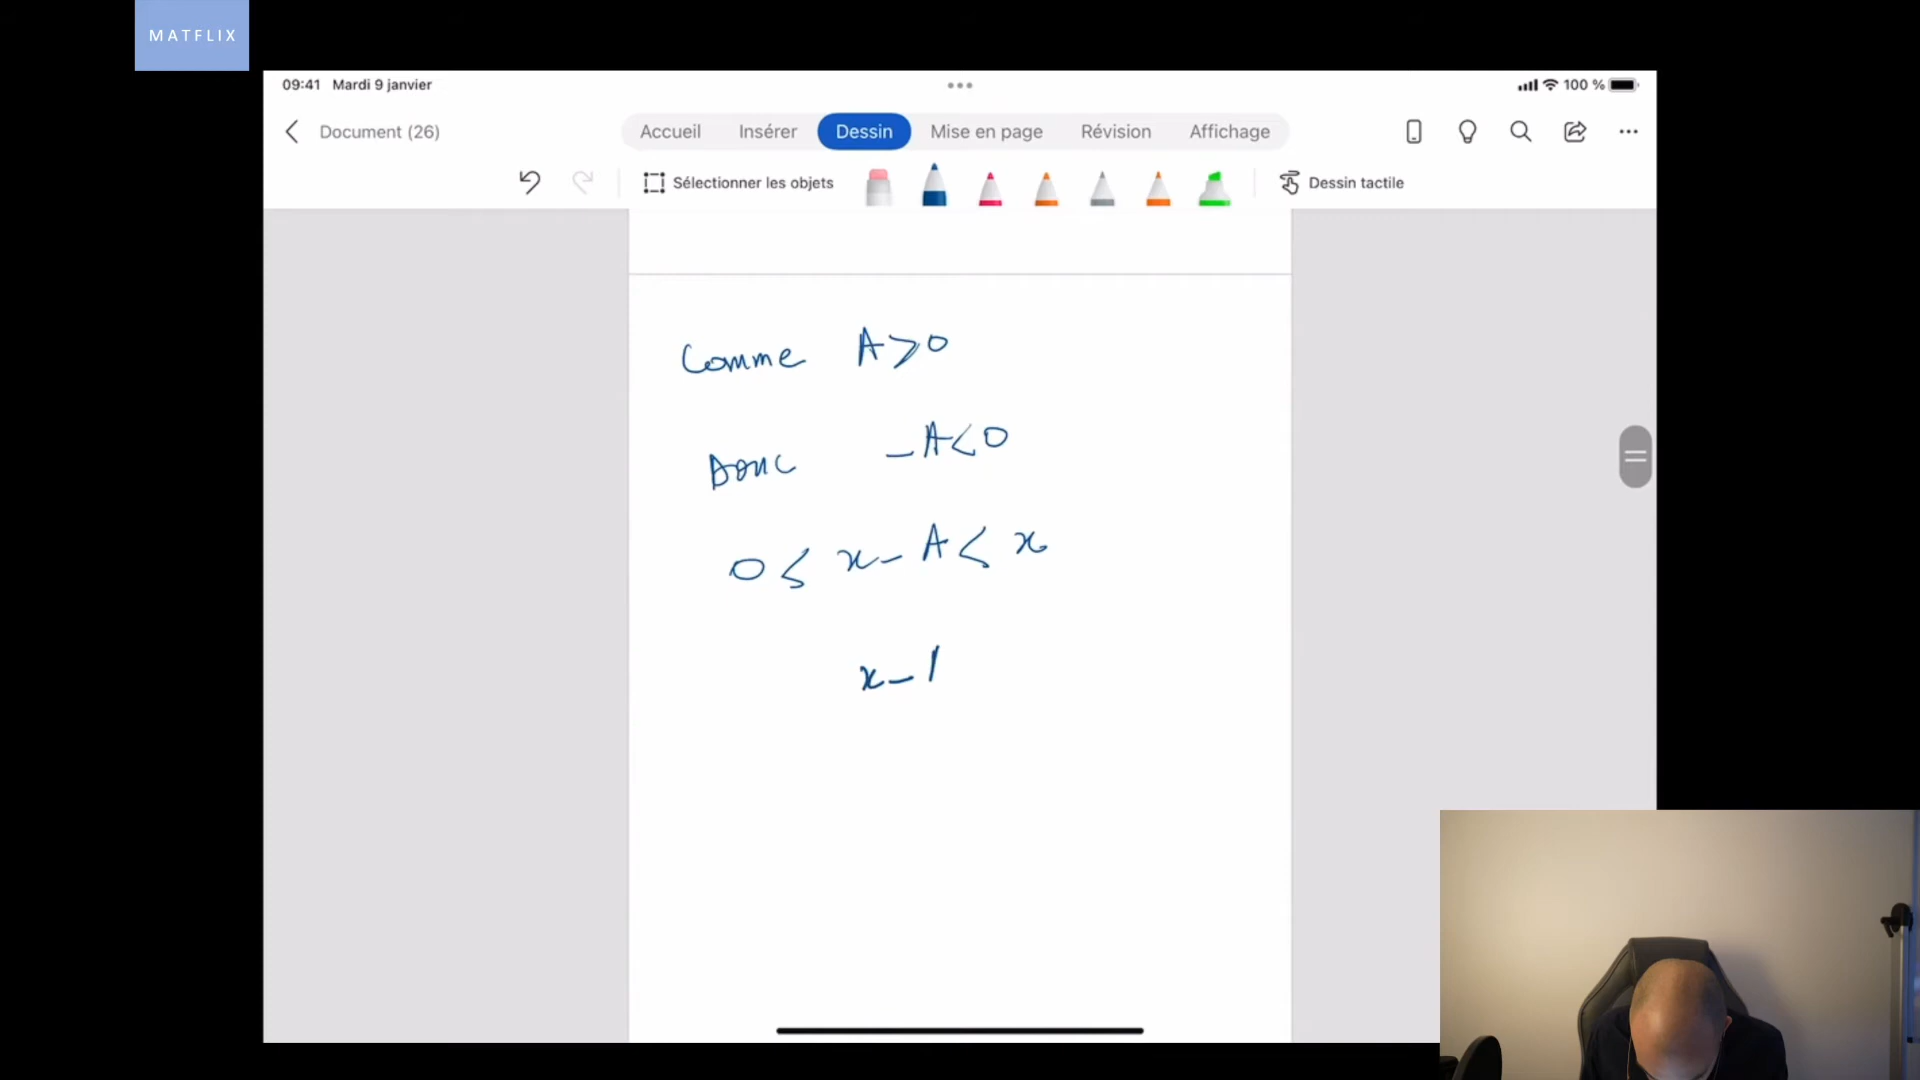 MATFLIX
09:41 Mardi 9 janvier
100 %
Document (26)
Accueil Insérer Dessin Mise en page Révision Affichage
Sélectionner les objets
Dessin tactile
Comme A > 0
Donc - A < 0
0 ≤ x - A < x
x - 1